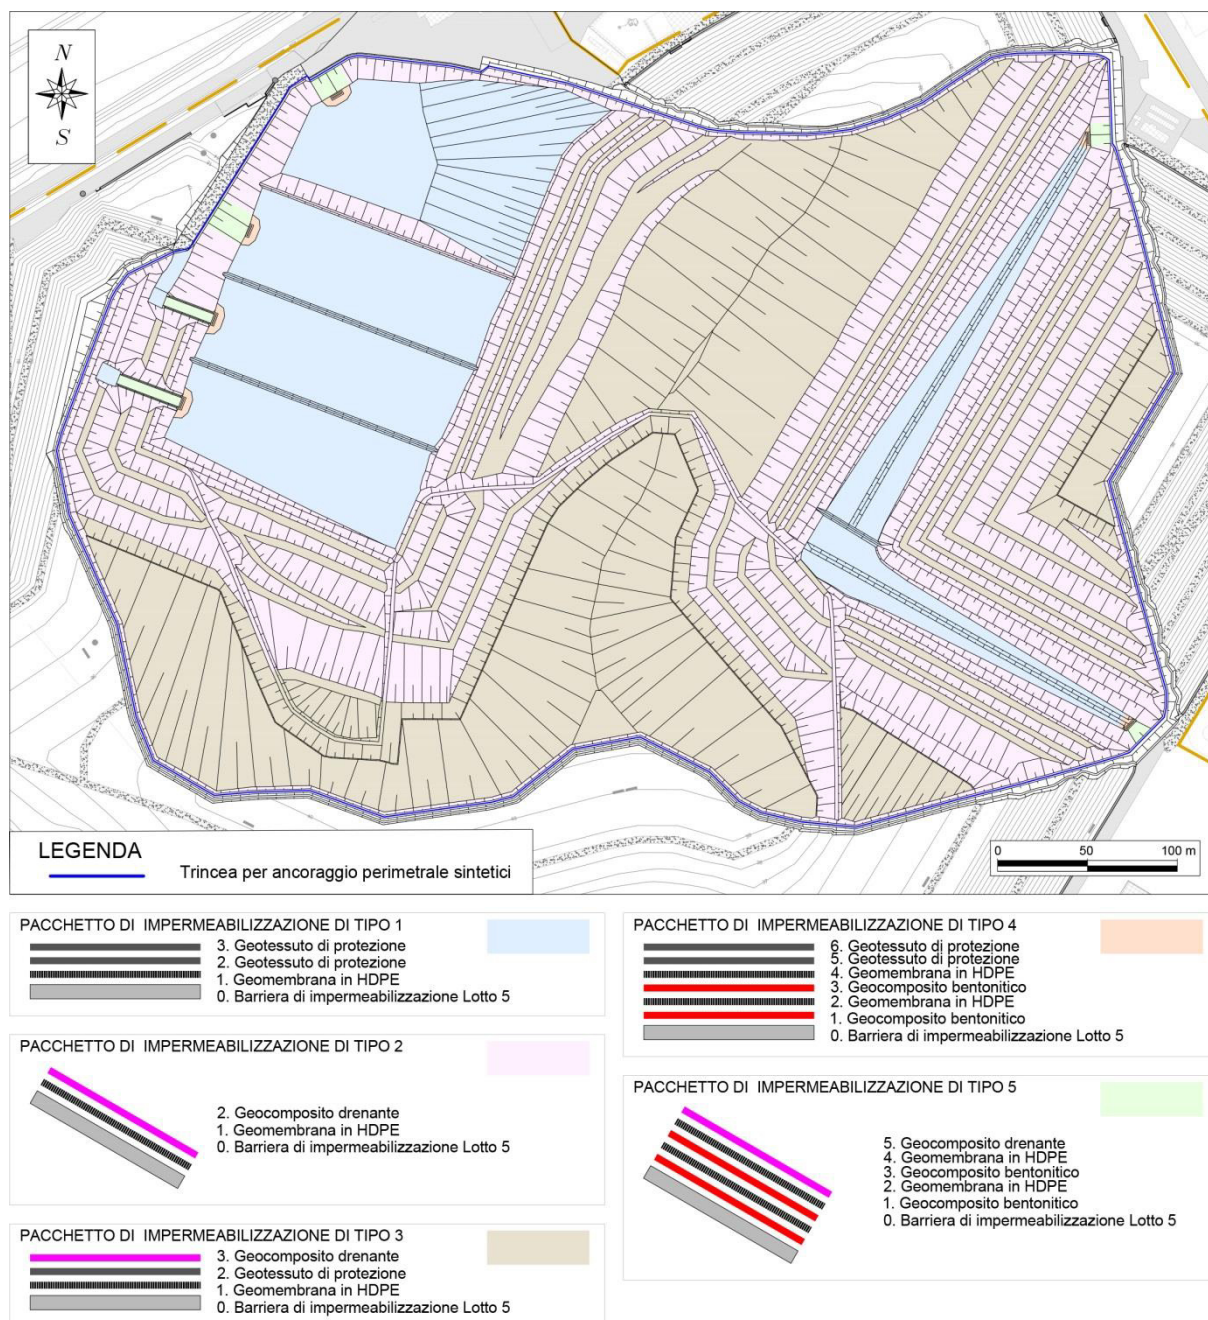 N
S
LEGENDA
Trincea per ancoraggio perimetrale sintetici
0 50 100 m
PACCHETTO DI IMPERMEABILIZZAZIONE DI TIPO 1
3. Geotessuto di protezione
2. Geotessuto di protezione
1. Geomembrana in HDPE
0. Barriera di impermeabilizzazione Lotto 5
PACCHETTO DI IMPERMEABILIZZAZIONE DI TIPO 2
2. Geocomposito drenante
1. Geomembrana in HDPE
0. Barriera di impermeabilizzazione Lotto 5
PACCHETTO DI IMPERMEABILIZZAZIONE DI TIPO 3
3. Geocomposito drenante
2. Geotessuto di protezione
1. Geomembrana in HDPE
0. Barriera di impermeabilizzazione Lotto 5
PACCHETTO DI IMPERMEABILIZZAZIONE DI TIPO 4
6. Geotessuto di protezione
5. Geotessuto di protezione
4. Geomembrana in HDPE
3. Geocomposito bentonitico
2. Geomembrana in HDPE
1. Geocomposito bentonitico
0. Barriera di impermeabilizzazione Lotto 5
PACCHETTO DI IMPERMEABILIZZAZIONE DI TIPO 5
5. Geocomposito drenante
4. Geomembrana in HDPE
3. Geocomposito bentonitico
2. Geomembrana in HDPE
1. Geocomposito bentonitico
0. Barriera di impermeabilizzazione Lotto 5